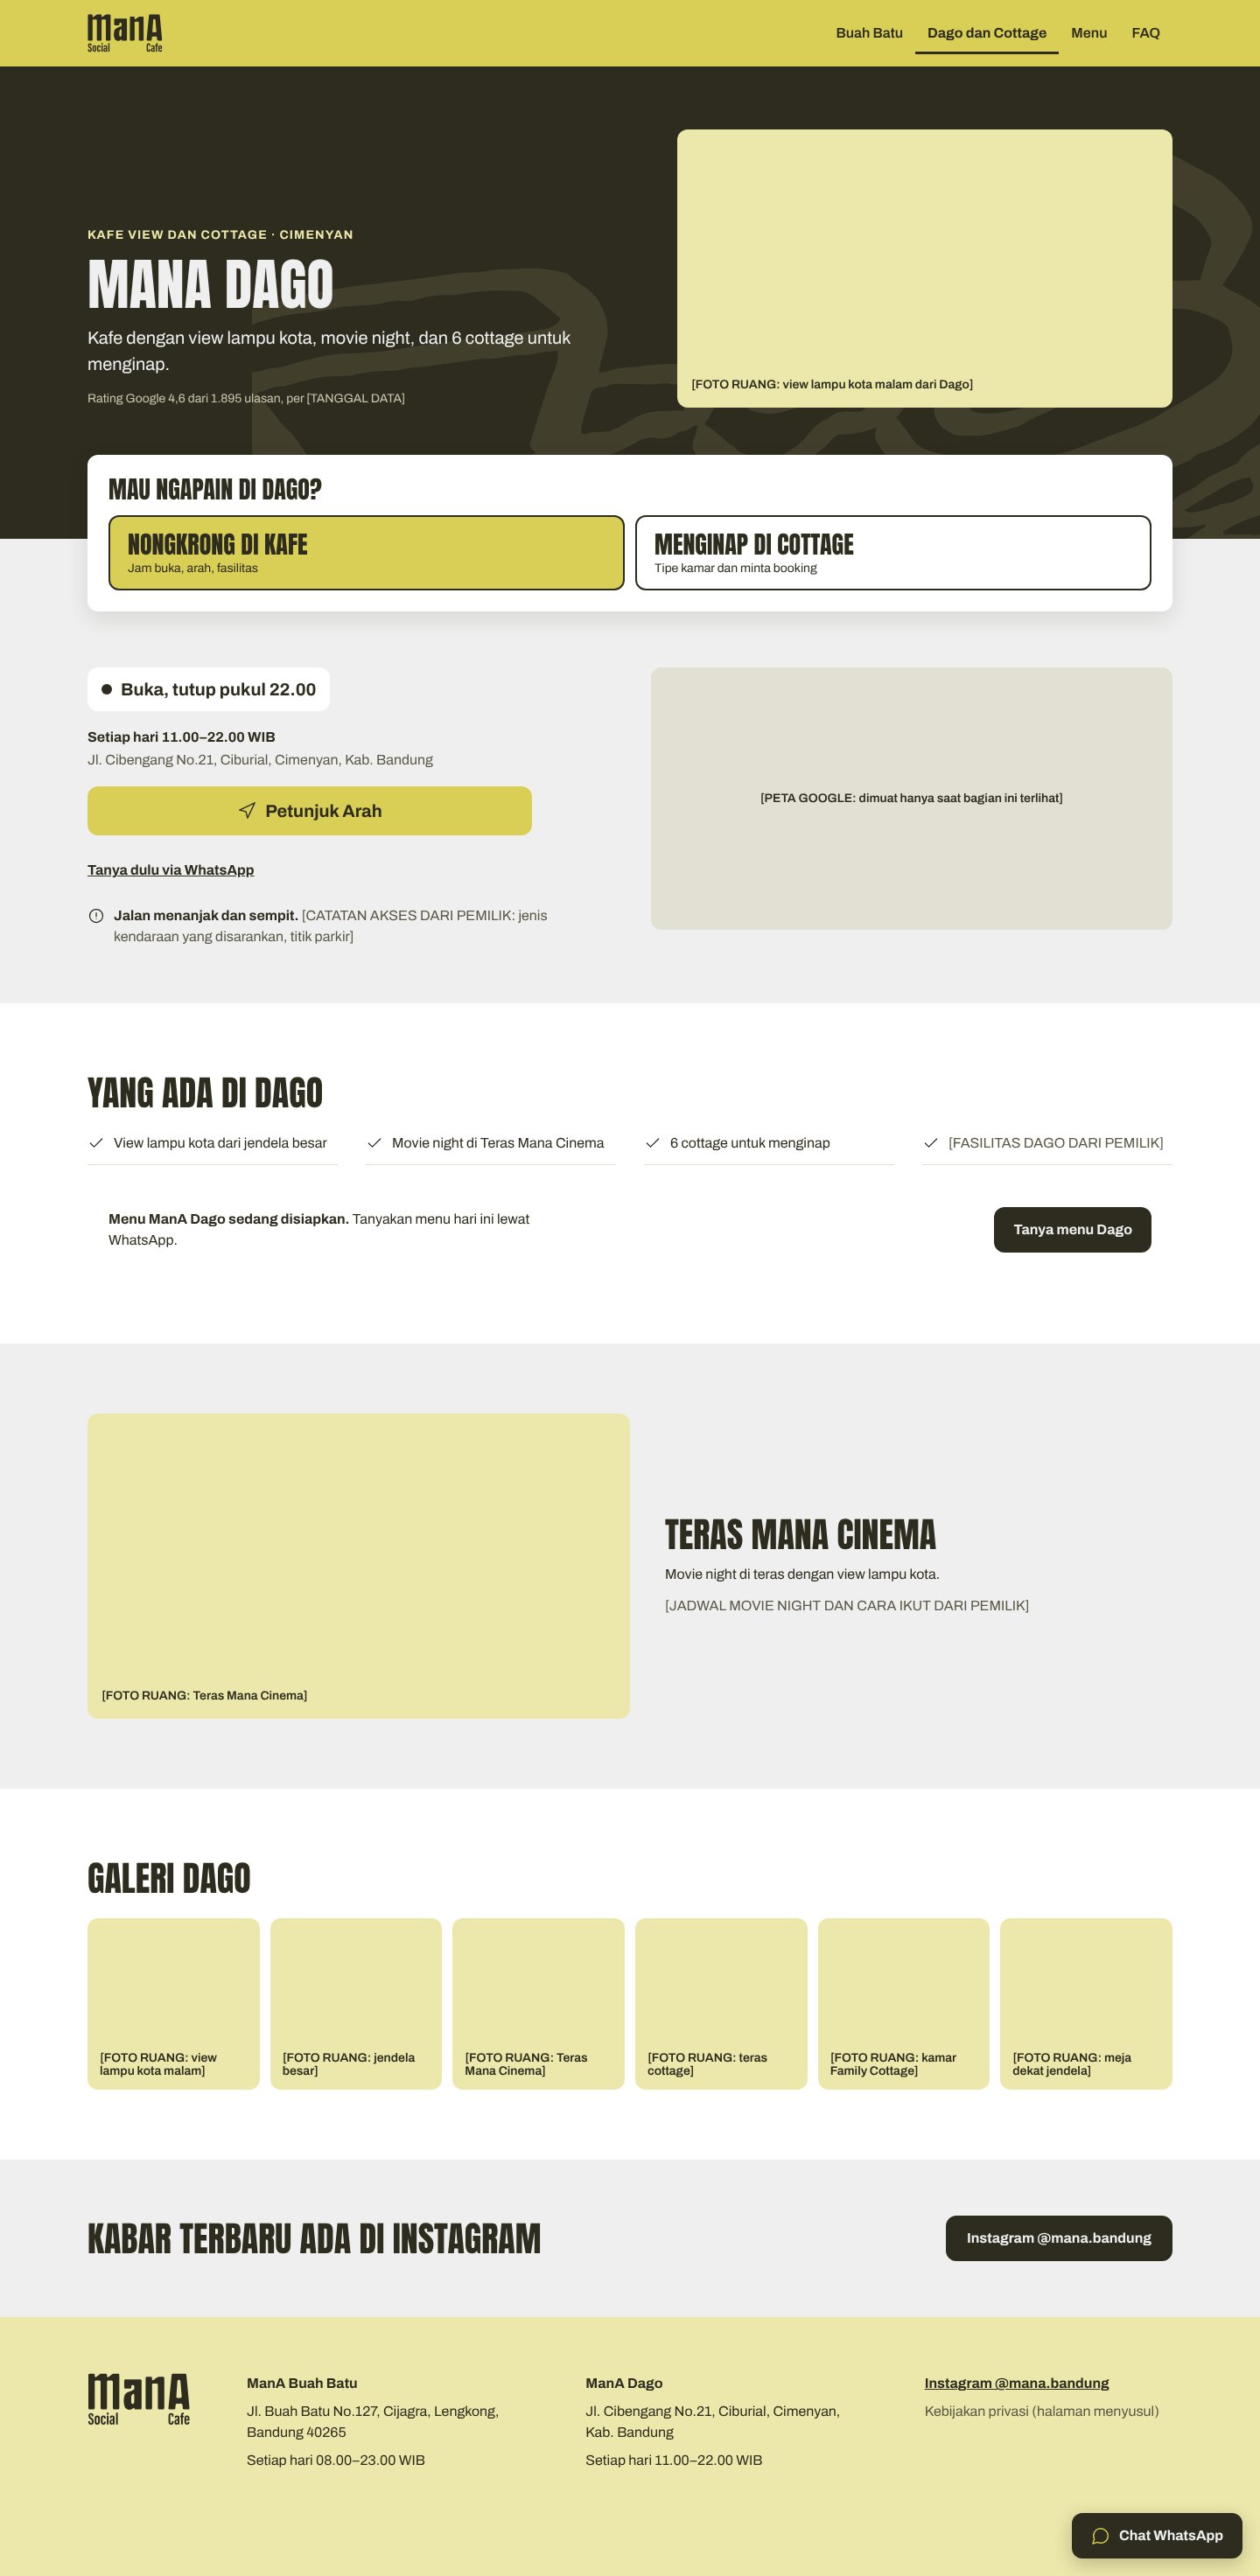 manA
Social Cafe
Buah Batu
Dago dan Cottage
Menu
FAQ
KAFE VIEW DAN COTTAGE · CIMENYAN
MANA DAGO
Kafe dengan view lampu kota, movie night, dan 6 cottage untuk
menginap.
Rating Google 4,6 dari 1.895 ulasan, per [TANGGAL DATA]
[FOTO RUANG: view lampu kota malam dari Dago]
MAU NGAPAIN DI DAGO?
NONGKRONG DI KAFE
Jam buka, arah, fasilitas
MENGINAP DI COTTAGE
Tipe kamar dan minta booking
Buka, tutup pukul 22.00
Setiap hari 11.00–22.00 WIB
Jl. Cibengang No.21, Ciburial, Cimenyan, Kab. Bandung
Petunjuk Arah
Tanya dulu via WhatsApp
Jalan menanjak dan sempit. [CATATAN AKSES DARI PEMILIK: jenis
kendaraan yang disarankan, titik parkir]
[PETA GOOGLE: dimuat hanya saat bagian ini terlihat]
YANG ADA DI DAGO
View lampu kota dari jendela besar
Movie night di Teras Mana Cinema
6 cottage untuk menginap
[FASILITAS DAGO DARI PEMILIK]
Menu ManA Dago sedang disiapkan. Tanyakan menu hari ini lewat
WhatsApp.
Tanya menu Dago
[FOTO RUANG: Teras Mana Cinema]
TERAS MANA CINEMA
Movie night di teras dengan view lampu kota.
[JADWAL MOVIE NIGHT DAN CARA IKUT DARI PEMILIK]
GALERI DAGO
[FOTO RUANG: view
lampu kota malam]
[FOTO RUANG: jendela
besar]
[FOTO RUANG: Teras
Mana Cinema]
[FOTO RUANG: teras
cottage]
[FOTO RUANG: kamar
Family Cottage]
[FOTO RUANG: meja
dekat jendela]
KABAR TERBARU ADA DI INSTAGRAM
Instagram @mana.bandung
manA
Social Cafe
ManA Buah Batu
Jl. Buah Batu No.127, Cijagra, Lengkong,
Bandung 40265
Setiap hari 08.00–23.00 WIB
ManA Dago
Jl. Cibengang No.21, Ciburial, Cimenyan,
Kab. Bandung
Setiap hari 11.00–22.00 WIB
Instagram @mana.bandung
Kebijakan privasi (halaman menyusul)
Chat WhatsApp